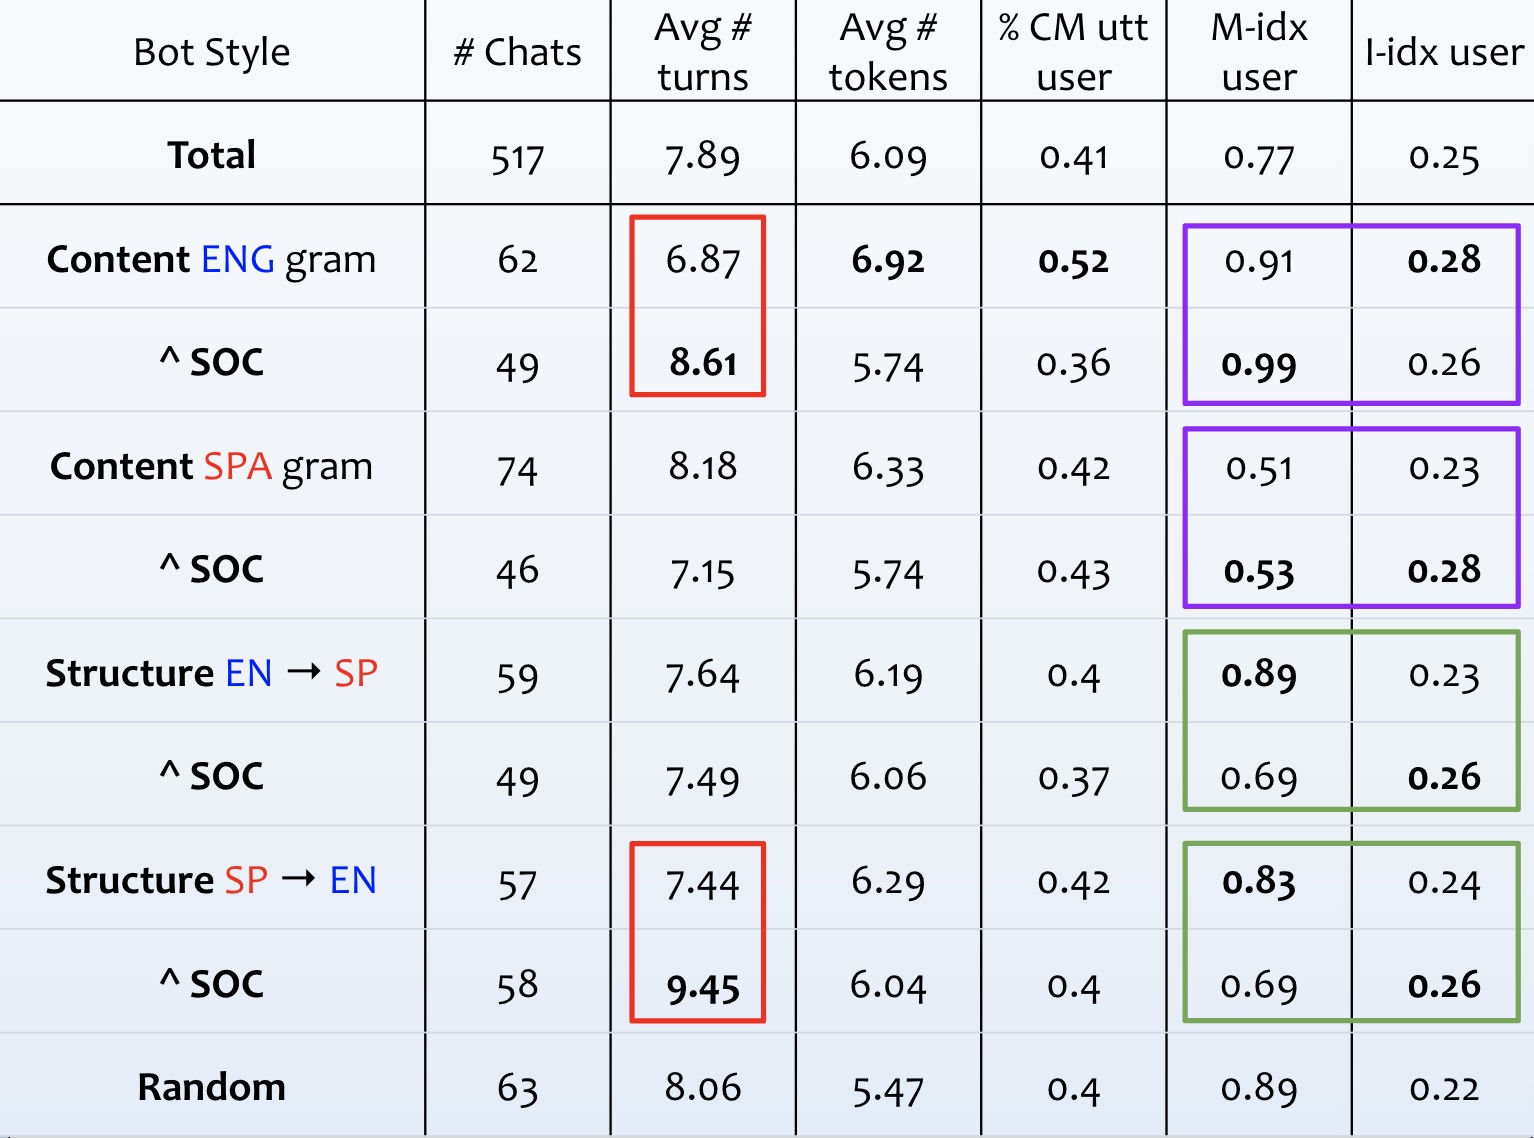 Bot Style # Chats Avg # turns Avg # tokens % CM utt user M-idx user I-idx user
Total 517 7.89 6.09 0.41 0.77 0.25
Content ENG gram 62 6.87 6.92 0.52 0.91 0.28
^ SOC 49 8.61 5.74 0.36 0.99 0.26
Content SPA gram 74 8.18 6.33 0.42 0.51 0.23
^ SOC 46 7.15 5.74 0.43 0.53 0.28
Structure EN → SP 59 7.64 6.19 0.4 0.89 0.23
^ SOC 49 7.49 6.06 0.37 0.69 0.26
Structure SP → EN 57 7.44 6.29 0.42 0.83 0.24
^ SOC 58 9.45 6.04 0.4 0.69 0.26
Random 63 8.06 5.47 0.4 0.89 0.22